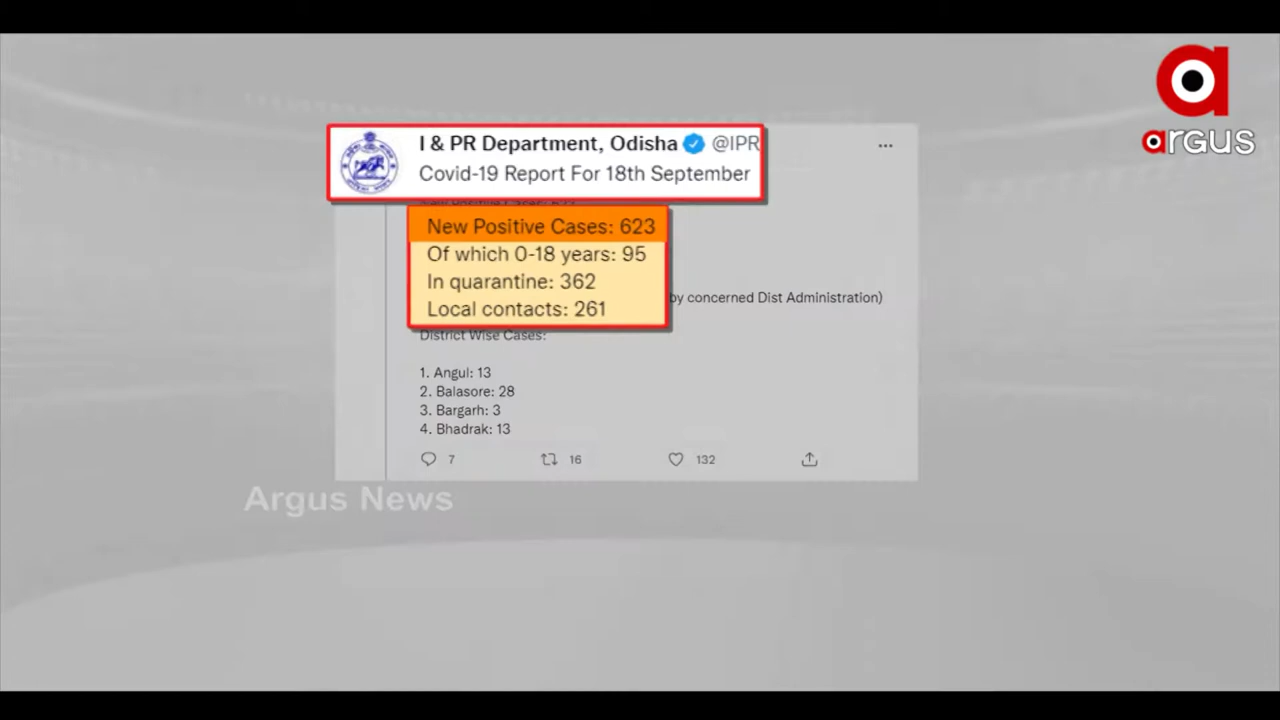 argus
I & PR Department, Odisha @IPR
Covid-19 Report For 18th September
New Positive Cases: 623
Of which 0-18 years: 95
In quarantine: 362
by concerned Dist Administration)
Local contacts: 261
District Wise Cases:
1. Angul: 13
2. Balasore: 28
3. Bargarh: 3
4. Bhadrak: 13
7 16 132
Argus News